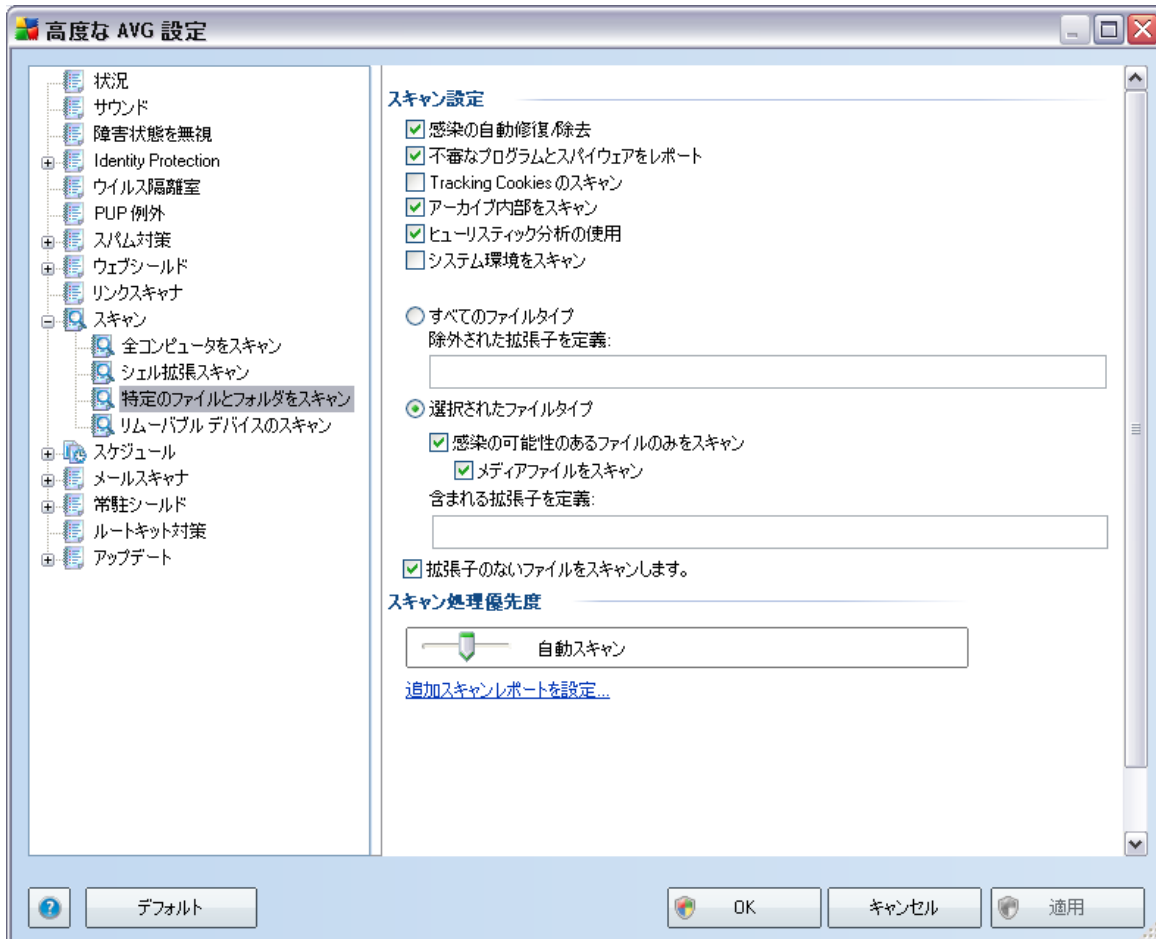 高度な AVG 設定
状況
サウンド
障害状態を無視
Identity Protection
ウイルス隔離室
PUP 例外
スパム対策
ウェブシールド
リンクスキャナ
スキャン
全コンピュータをスキャン
シェル拡張スキャン
特定のファイルとフォルダをスキャン
リムーバブル デバイスのスキャン
スケジュール
メールスキャナ
常駐シールド
ルートキット対策
アップデート
スキャン設定
感染の自動修復/除去
不審なプログラムとスパイウェアをレポート
Tracking Cookies のスキャン
アーカイブ内部をスキャン
ヒューリスティック分析の使用
システム環境をスキャン
すべてのファイルタイプ
除外された拡張子を定義:
選択されたファイルタイプ
感染の可能性のあるファイルのみをスキャン
メディアファイルをスキャン
含まれる拡張子を定義:
拡張子のないファイルをスキャンします。
スキャン処理優先度
自動スキャン
追加スキャンレポートを設定...
デフォルト
OK
キャンセル
適用